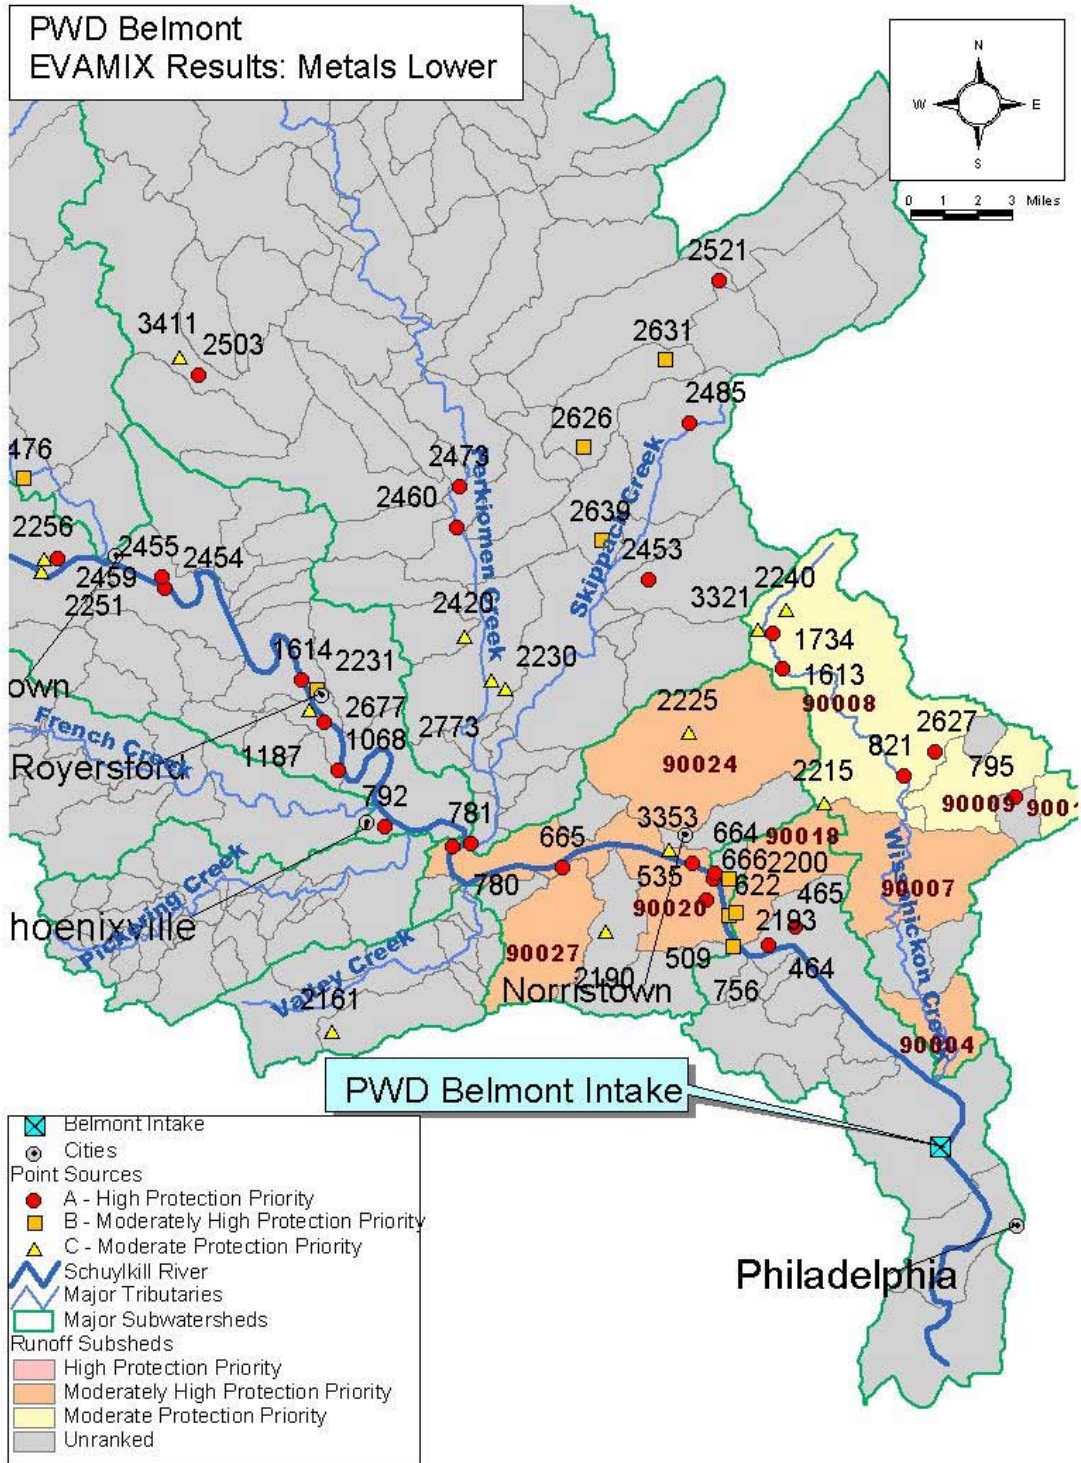 PWD Belmont
EVAMIX Results: Metals Lower
N
W E
S
0 1 2 3 Miles
2521
2631
3411
2503
2485
2626
476
2473
2460
Perkiomen Creek
Skippack Creek
2639
2256
2455
2454
2453
2459
2251
2240
3321
2420
1734
1614
2231
2230
1613
own
2225
90008
French Creek
2677
2627
2773
1068
821
Royersford
1187
90024
2215
795
90009
9001
792
781
3353
664
90018
665
666
2200
Wissahickon Creek
780
535
622
90007
Pickering Creek
90020
465
hoenixville
2193
Valley Creek
90027
509
464
2190
2161
Norristown
756
90004
PWD Belmont Intake
Belmont Intake
Cities
Point Sources
A - High Protection Priority
B - Moderately High Protection Priority
C - Moderate Protection Priority
Schuylkill River
Major Tributaries
Major Subwatersheds
Runoff Subsheds
High Protection Priority
Moderately High Protection Priority
Moderate Protection Priority
Unranked
Philadelphia